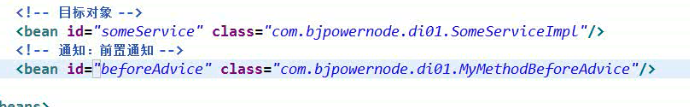 <!-- 目标对象 -->
<bean id="someService" class="com.bjpowernode.di01.SomeServiceImpl"/>
<!-- 通知：前置通知 -->
<bean id="beforeAdvice" class="com.bjpowernode.di01.MyMethodBeforeAdvice"/>
beans>